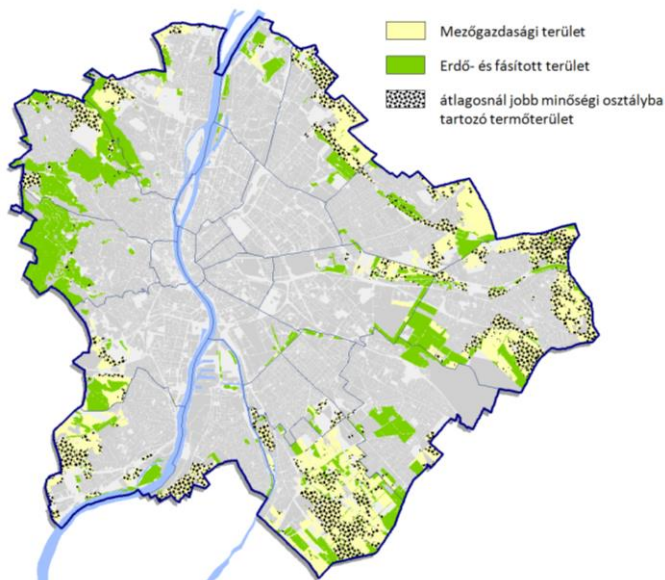 Mezőgazdasági terület
Erdő- és fásított terület
átlagosnál jobb minőségi osztályba
tartozó termőterület